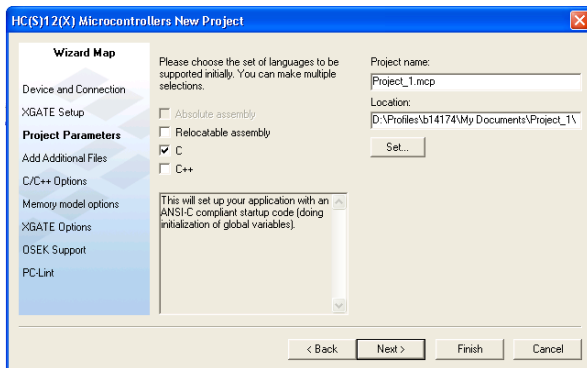 HC(S)12(X) Microcontrollers New Project
Wizard Map
Device and Connection
XGATE Setup
Project Parameters
Add Additional Files
C/C++ Options
Memory model options
XGATE Options
OSEK Support
PC-Lint
Please choose the set of languages to be
supported initially. You can make multiple
selections.
Absolute assembly
Relocatable assembly
C
C++
This will set up your application with an
ANSI-C compliant startup code (doing
initialization of global variables).
Project name:
Project_1.mcp
Location:
D:\Profiles\b14174\My Documents\Project_1\
Set...
< Back
Next >
Finish
Cancel